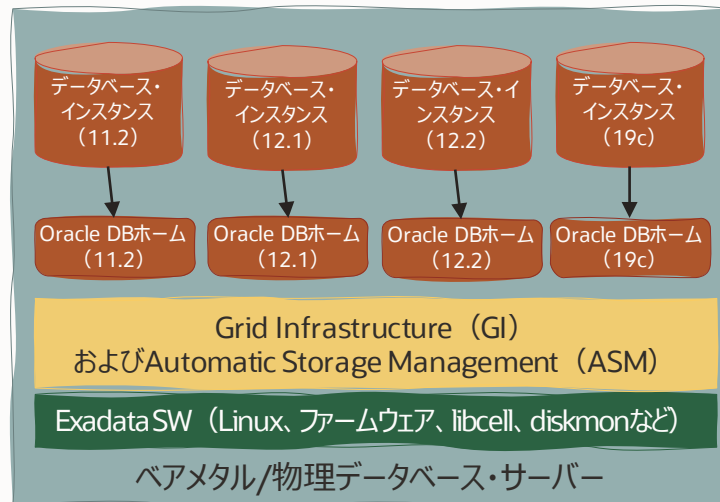 データベース・
インスタンス
（11.2）
データベース・
インスタンス
（12.1）
データベース・イ
ンスタンス
（12.2）
データベース・
インスタンス
（19c）
Oracle DBホーム
（11.2）
Oracle DBホーム
（12.1）
Oracle DBホーム
（12.2）
Oracle DBホーム
（19c）
Grid Infrastructure（GI）
およびAutomatic Storage Management（ASM）
Exadata SW（Linux、ファームウェア、libcell、diskmonなど）
ベアメタル/物理データベース・サーバー